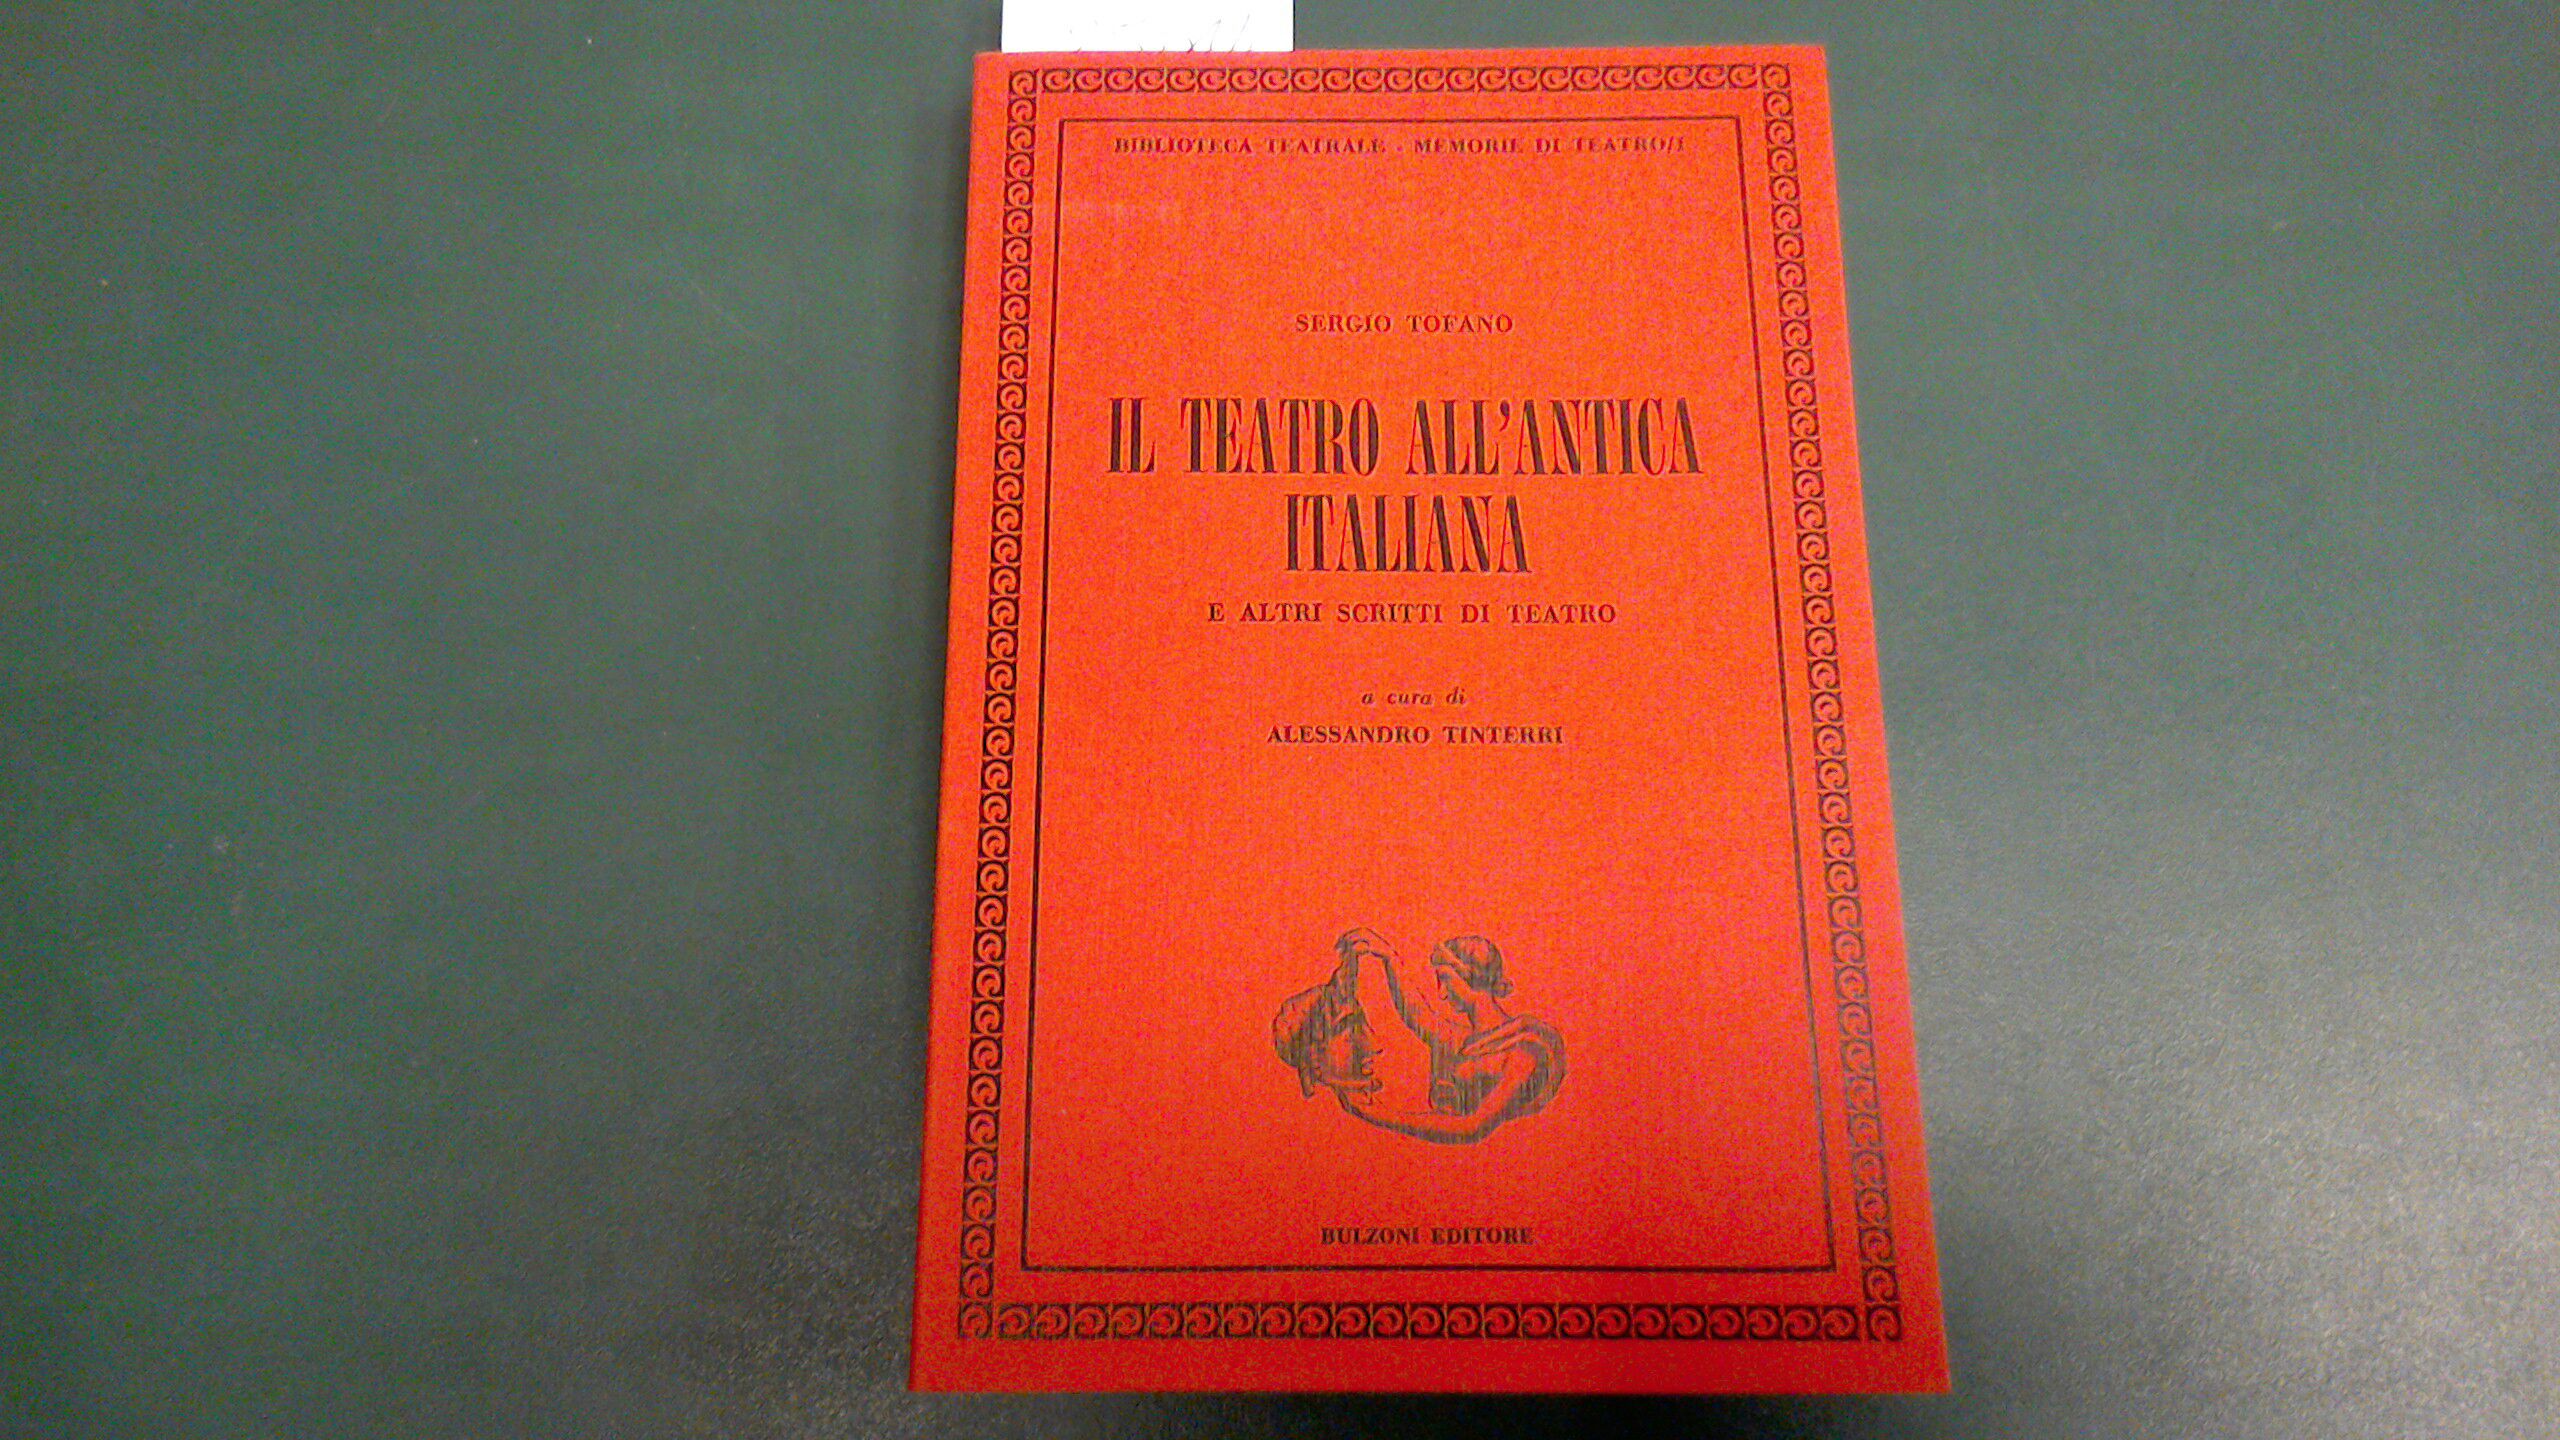 BIBLIOTECA TEATRALE - MEMORIE DI TEATRO/1
SERGIO TOFANO
IL TEATRO ALL'ANTICA
ITALIANA
E ALTRI SCRITTI DI TEATRO
a cura di
ALESSANDRO TINTERRI
BULZONI EDITORE